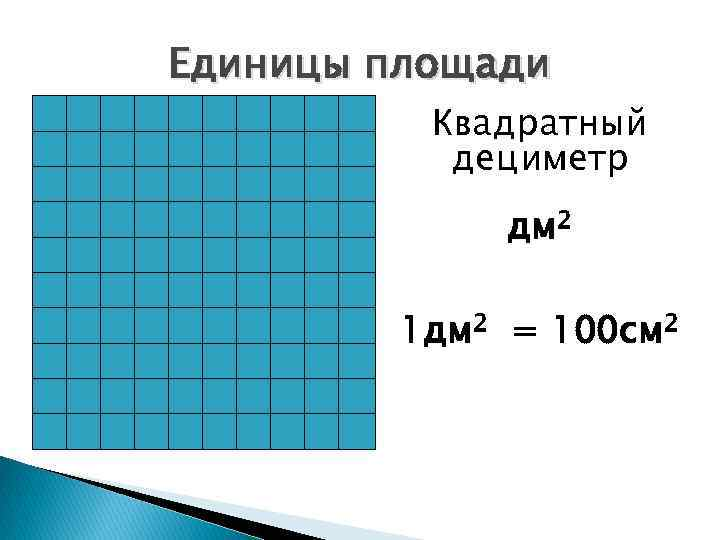 Единицы площади
Квадратный
дециметр
дм²
1дм² = 100см²